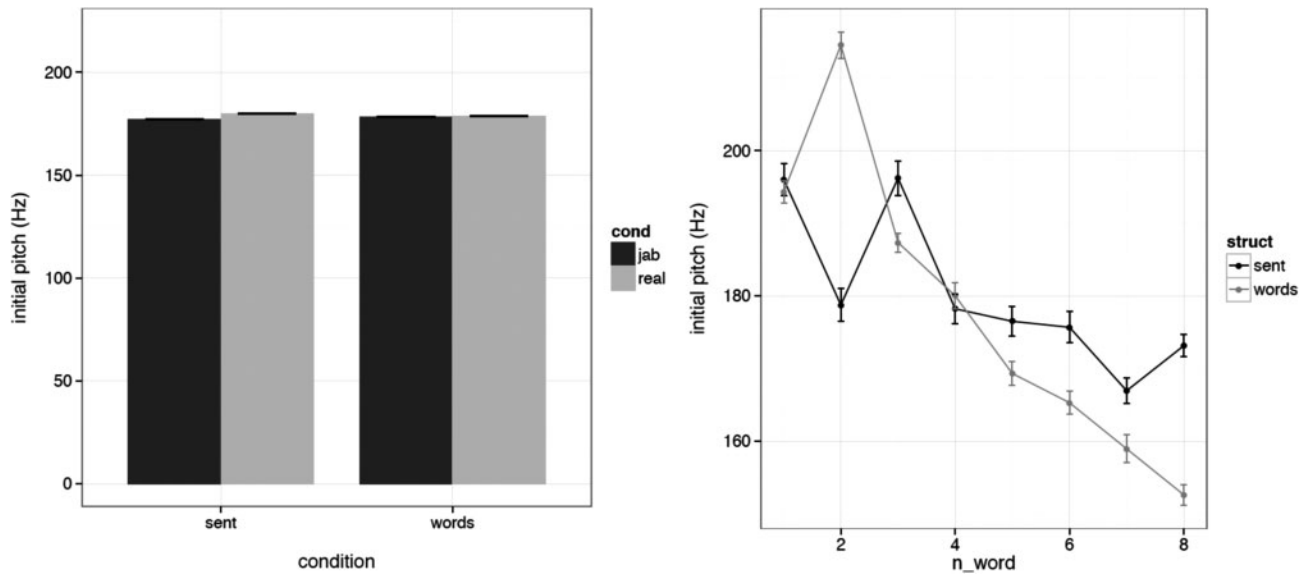 200
150
100
50
0
initial pitch (Hz)
sent
words
condition
cond
jab
real
200
180
160
initial pitch (Hz)
2
4
6
8
n_word
struct
sent
words